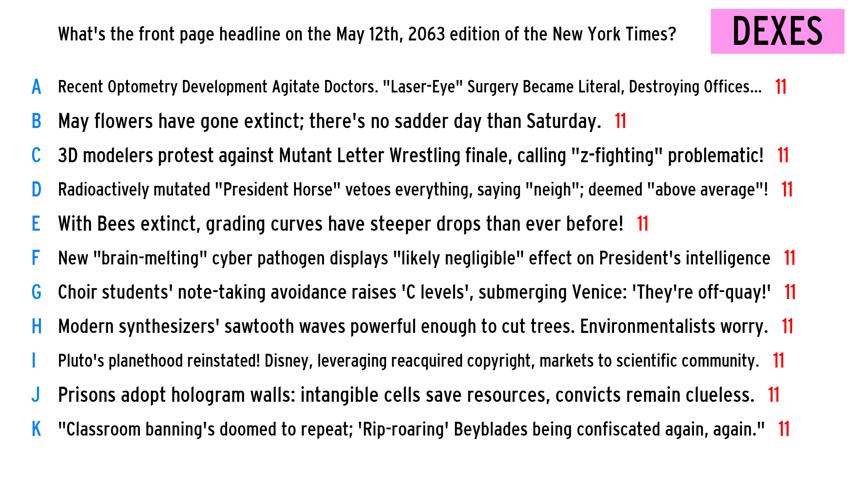 What's the front page headline on the May 12th, 2063 edition of the New York Times?
DEXES
A Recent Optometry Development Agitate Doctors. "Laser-Eye" Surgery Became Literal, Destroying Offices... 11
B May flowers have gone extinct; there's no sadder day than Saturday. 11
C 3D modelers protest against Mutant Letter Wrestling finale, calling "z-fighting" problematic! 11
D Radioactively mutated "President Horse" vetoes everything, saying "neigh"; deemed "above average"! 11
E With Bees extinct, grading curves have steeper drops than ever before! 11
F New "brain-melting" cyber pathogen displays "likely negligible" effect on President's intelligence 11
G Choir students' note-taking avoidance raises 'C levels', submerging Venice: 'They're off-quay!' 11
H Modern synthesizers' sawtooth waves powerful enough to cut trees. Environmentalists worry. 11
I Pluto's planethood reinstated! Disney, leveraging reacquired copyright, markets to scientific community. 11
J Prisons adopt hologram walls: intangible cells save resources, convicts remain clueless. 11
K "Classroom banning's doomed to repeat; 'Rip-roaring' Beyblades being confiscated again, again." 11